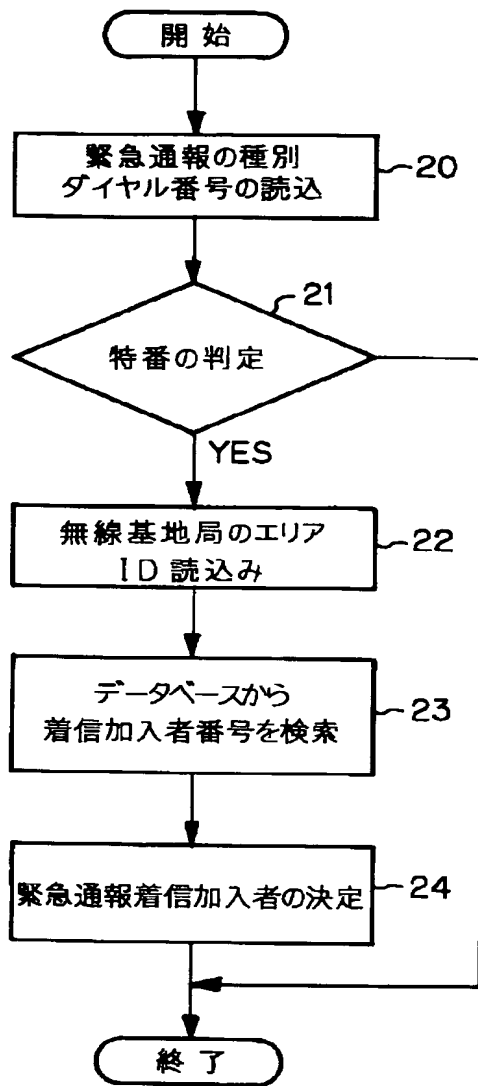 開始
緊急通報の種別
ダイヤル番号の読込
20
21
特番の判定
YES
無線基地局のエリア
ID 読込み
22
データベースから
着信加入者番号を検索
23
緊急通報着信加入者の決定
24
終了